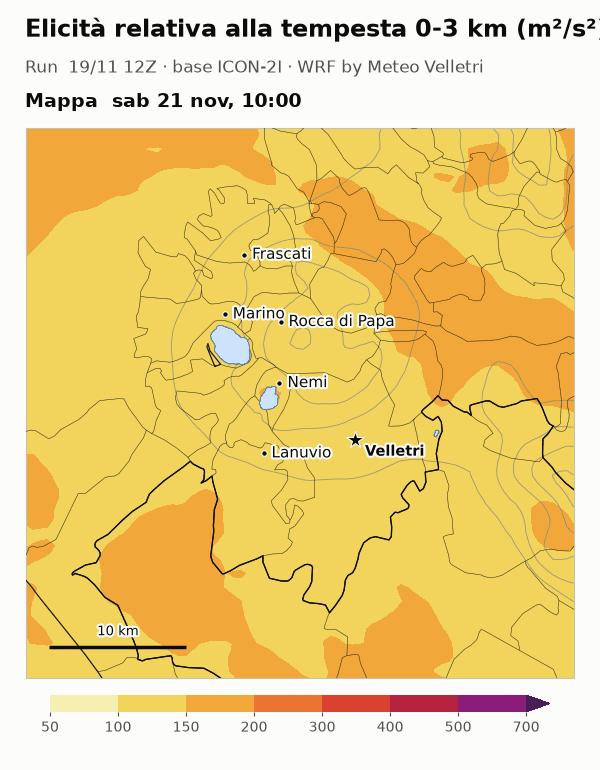 Elicità relativa alla tempesta 0-3 km (m²/s²)
Run 19/11 12Z · base ICON-2I · WRF by Meteo Velletri
Mappa sab 21 nov, 10:00
Frascati
Marino
Rocca di Papa
Nemi
Lanuvio
Velletri
10 km
50 100 150 200 300 400 500 700